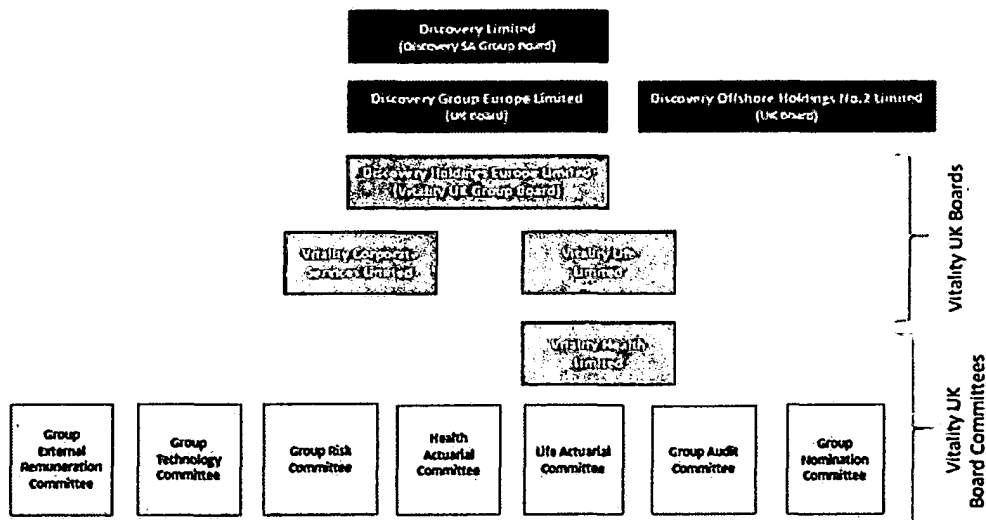 Discovery Limited
(Discovery SA Group Board)
Discovery Group Europe Limited
(UK Board)
Discovery Offshore Holdings No.2 Limited
(UK Board)
Discovery Holdings Europe Limited
(Vitality UK Group Board)
Vitality Corporate
Services Limited
Vitality Life
Limited
Vitality Health
Limited
Vitality UK Boards
Group
External
Remuneration
Committee
Group
Technology
Committee
Group Risk
Committee
Health
Actuarial
Committee
Life Actuarial
Committee
Group Audit
Committee
Group
Nomination
Committee
Vitality UK
Board Committees